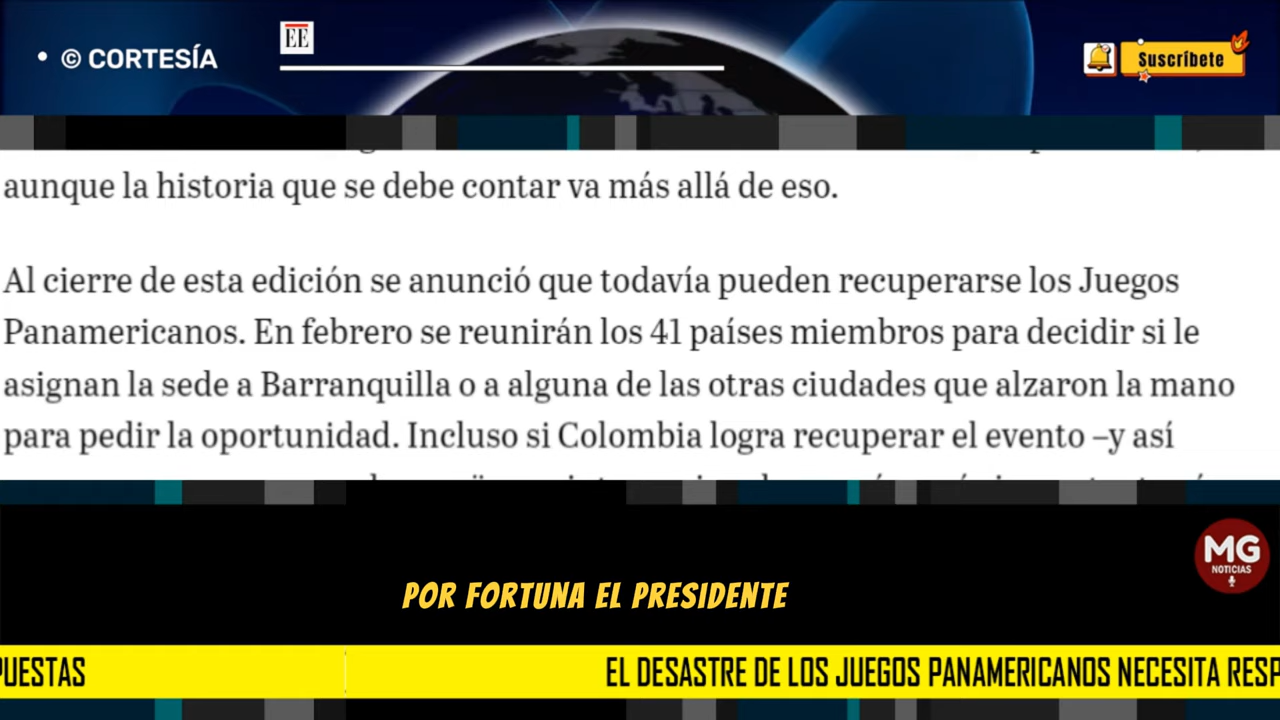 • © CORTESÍA
EE
Suscríbete
aunque la historia que se debe contar va más allá de eso.
Al cierre de esta edición se anunció que todavía pueden recuperarse los Juegos
Panamericanos. En febrero se reunirán los 41 países miembros para decidir si le
asignan la sede a Barranquilla o a alguna de las otras ciudades que alzaron la mano
para pedir la oportunidad. Incluso si Colombia logra recuperar el evento –y así
MG
NOTICIAS
POR FORTUNA EL PRESIDENTE
PUESTAS EL DESASTRE DE LOS JUEGOS PANAMERICANOS NECESITA RESP